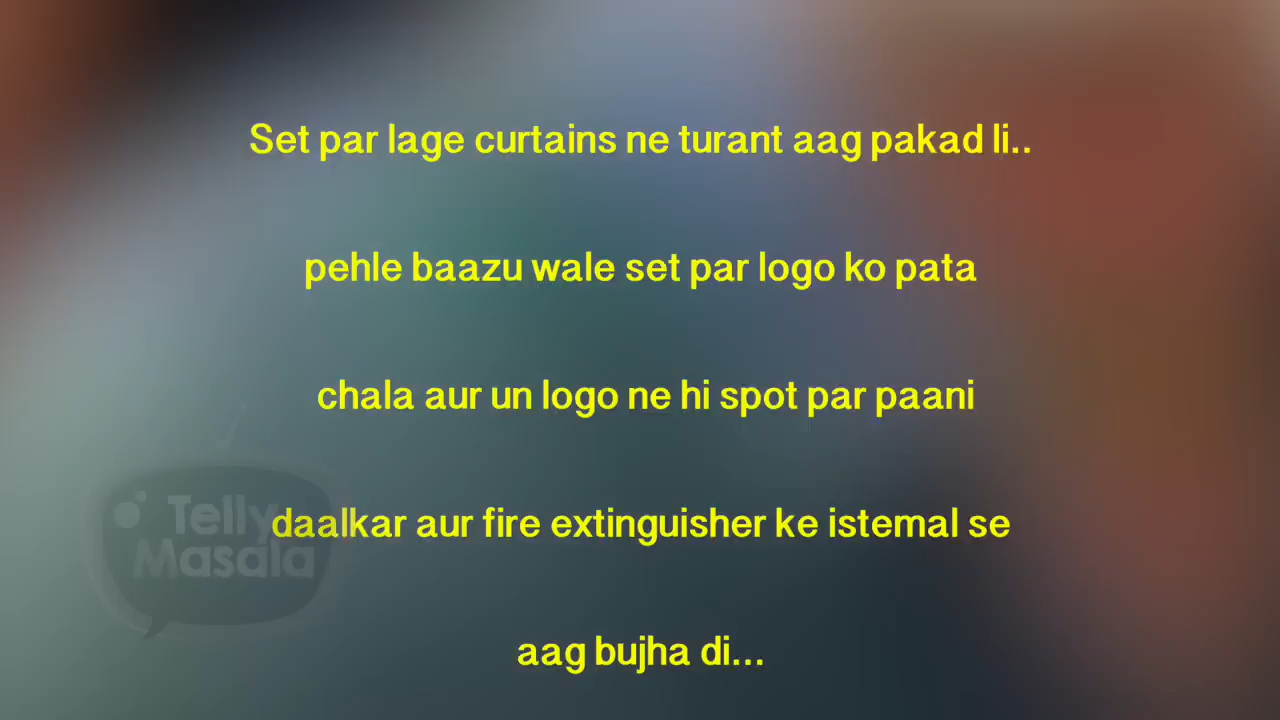 Set par lage curtains ne turant aag pakad li..
pehle baazu wale set par logo ko pata
chala aur un logo ne hi spot par paani
Telly
daalkar aur fire extinguisher ke istemal se
Masala
aag bujha di...